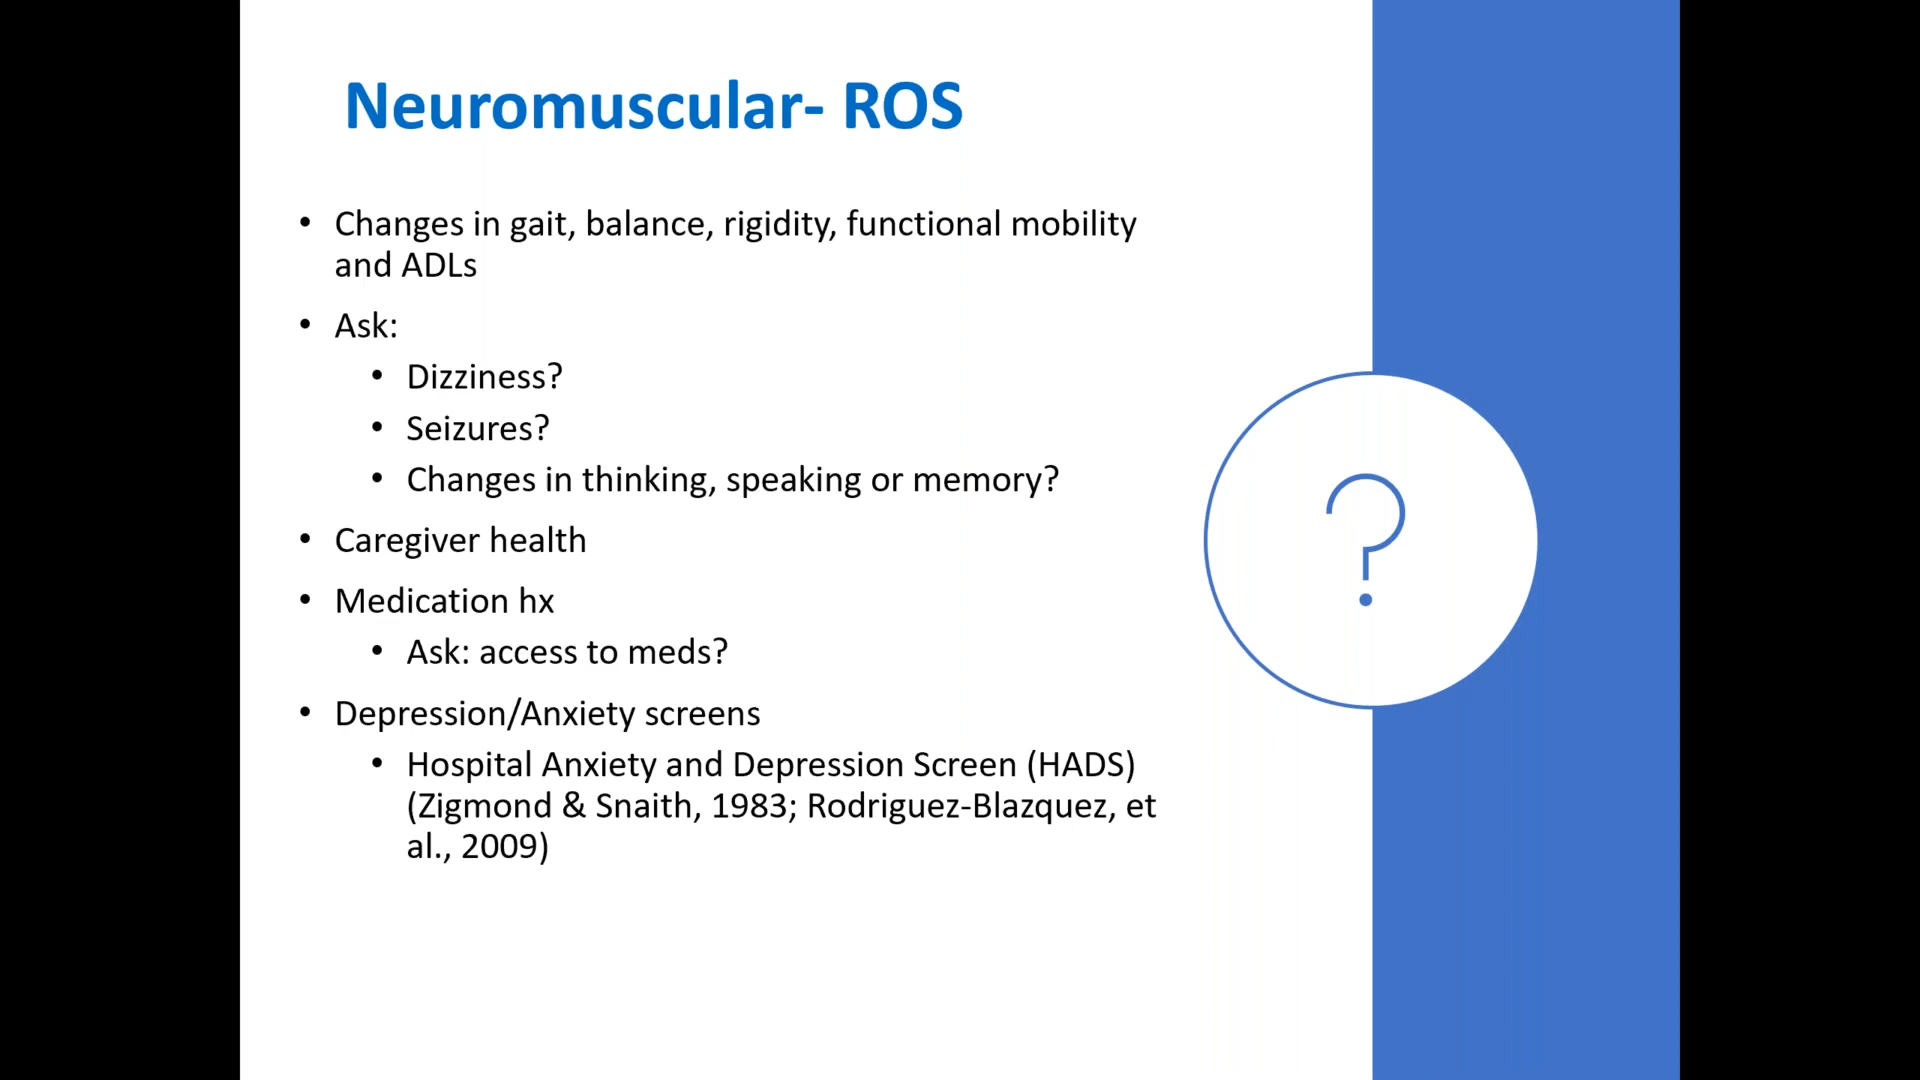 Neuromuscular- ROS
• Changes in gait, balance, rigidity, functional mobility
and ADLs
• Ask:
• Dizziness?
• Seizures?
• Changes in thinking, speaking or memory?
• Caregiver health
• Medication hx
• Ask: access to meds?
• Depression/Anxiety screens
• Hospital Anxiety and Depression Screen (HADS)
(Zigmond & Snaith, 1983; Rodriguez-Blazquez, et
al., 2009)
?